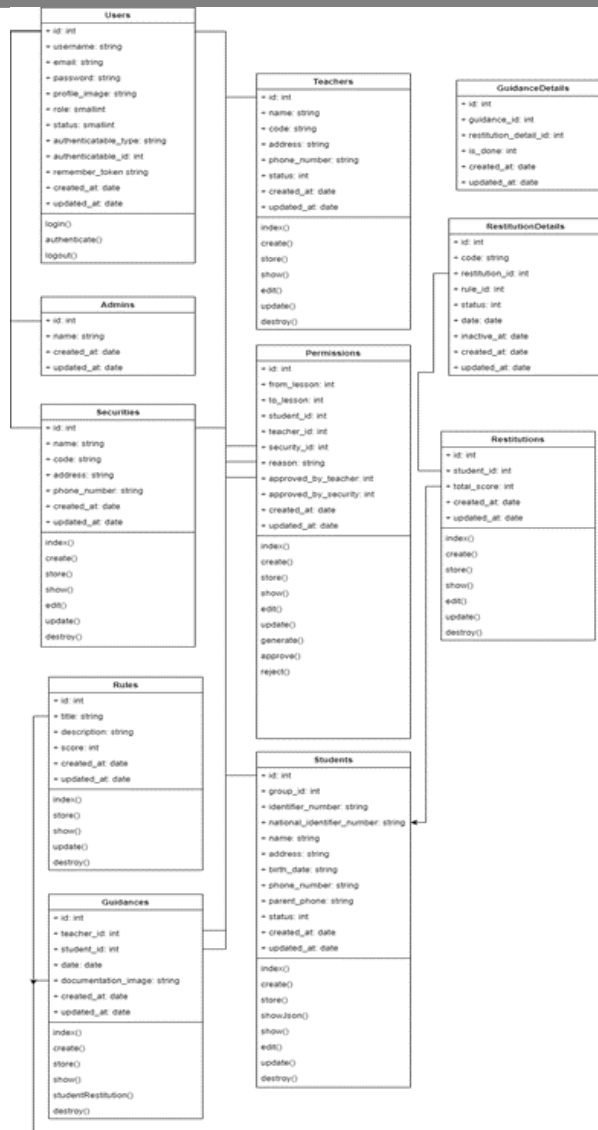 Users
+ id: int
+ username: string
+ email: string
+ password: string
+ profile_image: string
+ role: smallint
+ status: smallint
+ authenticatable_type: string
+ authenticatable_id: int
+ remember_token string
+ created_at: date
+ updated_at: date
login()
authenticate()
logout()
Admins
+ id: int
+ name: string
+ created_at: date
+ updated_at: date
Securities
+ id: int
+ name: string
+ code: string
+ address: string
+ phone_number: string
+ created_at: date
+ updated_at: date
index()
create()
store()
show()
edit()
update()
destroy()
Rules
+ id: int
+ title: string
+ description: string
+ score: int
+ created_at: date
+ updated_at: date
index()
store()
show()
update()
destroy()
Guidances
+ id: int
+ teacher_id: int
+ student_id: int
+ date: date
+ documentation_image: string
+ created_at: date
+ updated_at: date
index()
create()
store()
show()
studentRestitution()
destroy()
Teachers
+ id: int
+ name: string
+ code: string
+ address: string
+ phone_number: string
+ status: int
+ created_at: date
+ updated_at: date
index()
create()
store()
show()
edit()
update()
destroy()
Permissions
+ id: int
+ from_lesson: int
+ to_lesson: int
+ student_id: int
+ teacher_id: int
+ security_id: int
+ reason: string
+ approved_by_teacher: int
+ approved_by_security: int
+ created_at: date
+ updated_at: date
index()
create()
store()
show()
edit()
update()
generate()
approve()
reject()
Students
+ id: int
+ group_id: int
+ identifier_number: string
+ national_identifier_number: string
+ name: string
+ address: string
+ birth_date: string
+ phone_number: string
+ parent_phone: string
+ status: int
+ created_at: date
+ updated_at: date
index()
create()
store()
showJson()
show()
edit()
update()
destroy()
GuidanceDetails
+ id: int
+ guidance_id: int
+ restitution_detail_id: int
+ is_done: int
+ created_at: date
+ updated_at: date
RestitutionDetails
+ id: int
+ code: string
+ restitution_id: int
+ rule_id: int
+ status: int
+ date: date
+ inactive_at: date
+ created_at: date
+ updated_at: date
Restitutions
+ id: int
+ student_id: int
+ total_score: int
+ created_at: date
+ updated_at: date
index()
create()
store()
show()
edit()
update()
destroy()